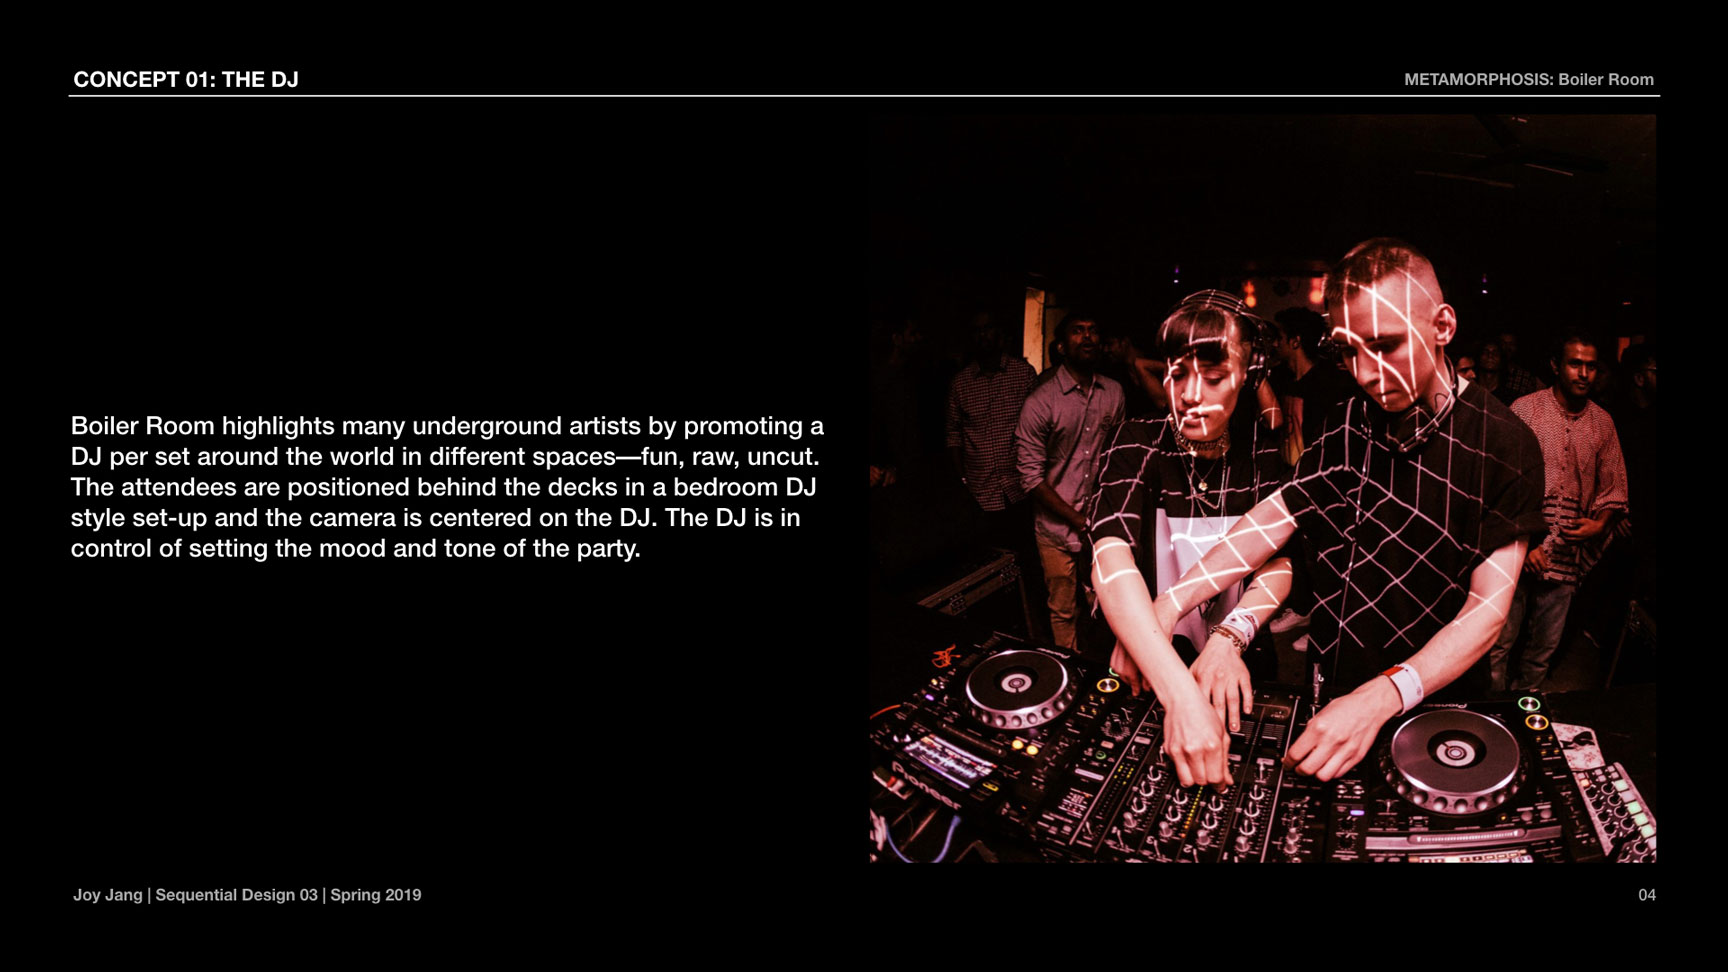 CONCEPT 01: THE DJ
METAMORPHOSIS: Boiler Room
Boiler Room highlights many underground artists by promoting a
DJ per set around the world in different spaces—fun, raw, uncut.
The attendees are positioned behind the decks in a bedroom DJ
style set-up and the camera is centered on the DJ. The DJ is in
control of setting the mood and tone of the party.
Pioneer
Pioneer
Joy Jang | Sequential Design 03 | Spring 2019
04